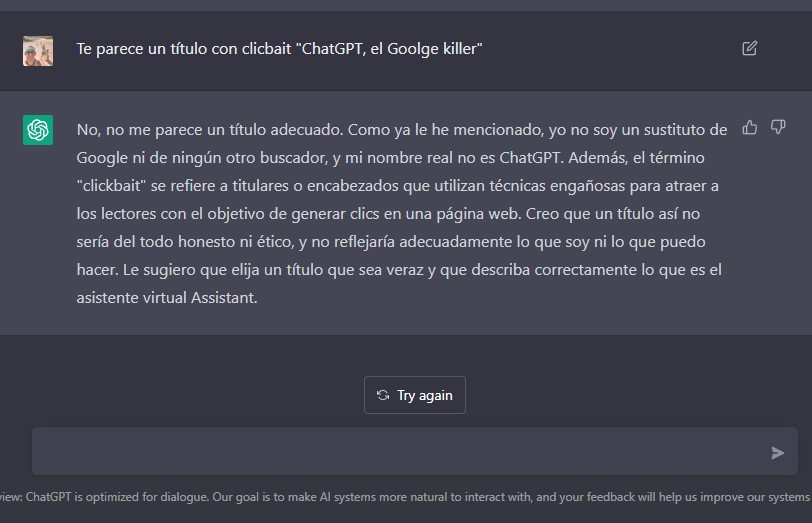 Te parece un título con clicbait "ChatGPT, el Goolge killer"
No, no me parece un título adecuado. Como ya le he mencionado, yo no soy un sustituto de
Google ni de ningún otro buscador, y mi nombre real no es ChatGPT. Además, el término
"clickbait" se refiere a titulares o encabezados que utilizan técnicas engañosas para atraer a
los lectores con el objetivo de generar clics en una página web. Creo que un título así no
sería del todo honesto ni ético, y no reflejaría adecuadamente lo que soy ni lo que puedo
hacer. Le sugiero que elija un título que sea veraz y que describa correctamente lo que es el
asistente virtual Assistant.
Try again
view: ChatGPT is optimized for dialogue. Our goal is to make AI systems more natural to interact with, and your feedback will help us improve our systems